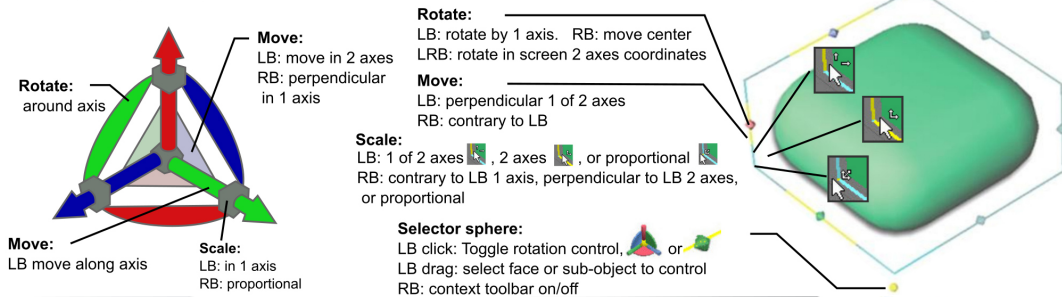 Rotate:
around axis
Move:
LB: move in 2 axes
RB: perpendicular
in 1 axis
Move:
LB move along axis
Scale:
LB: in 1 axis
RB: proportional
Rotate:
LB: rotate by 1 axis. RB: move center
LRB: rotate in screen 2 axes coordinates
Move:
LB: perpendicular 1 of 2 axes
RB: contrary to LB
Scale:
LB: 1 of 2 axes , 2 axes , or proportional
RB: contrary to LB 1 axis, perpendicular to LB 2 axes,
or proportional
Selector sphere:
LB click: Toggle rotation control, or
LB drag: select face or sub-object to control
RB: context toolbar on/off